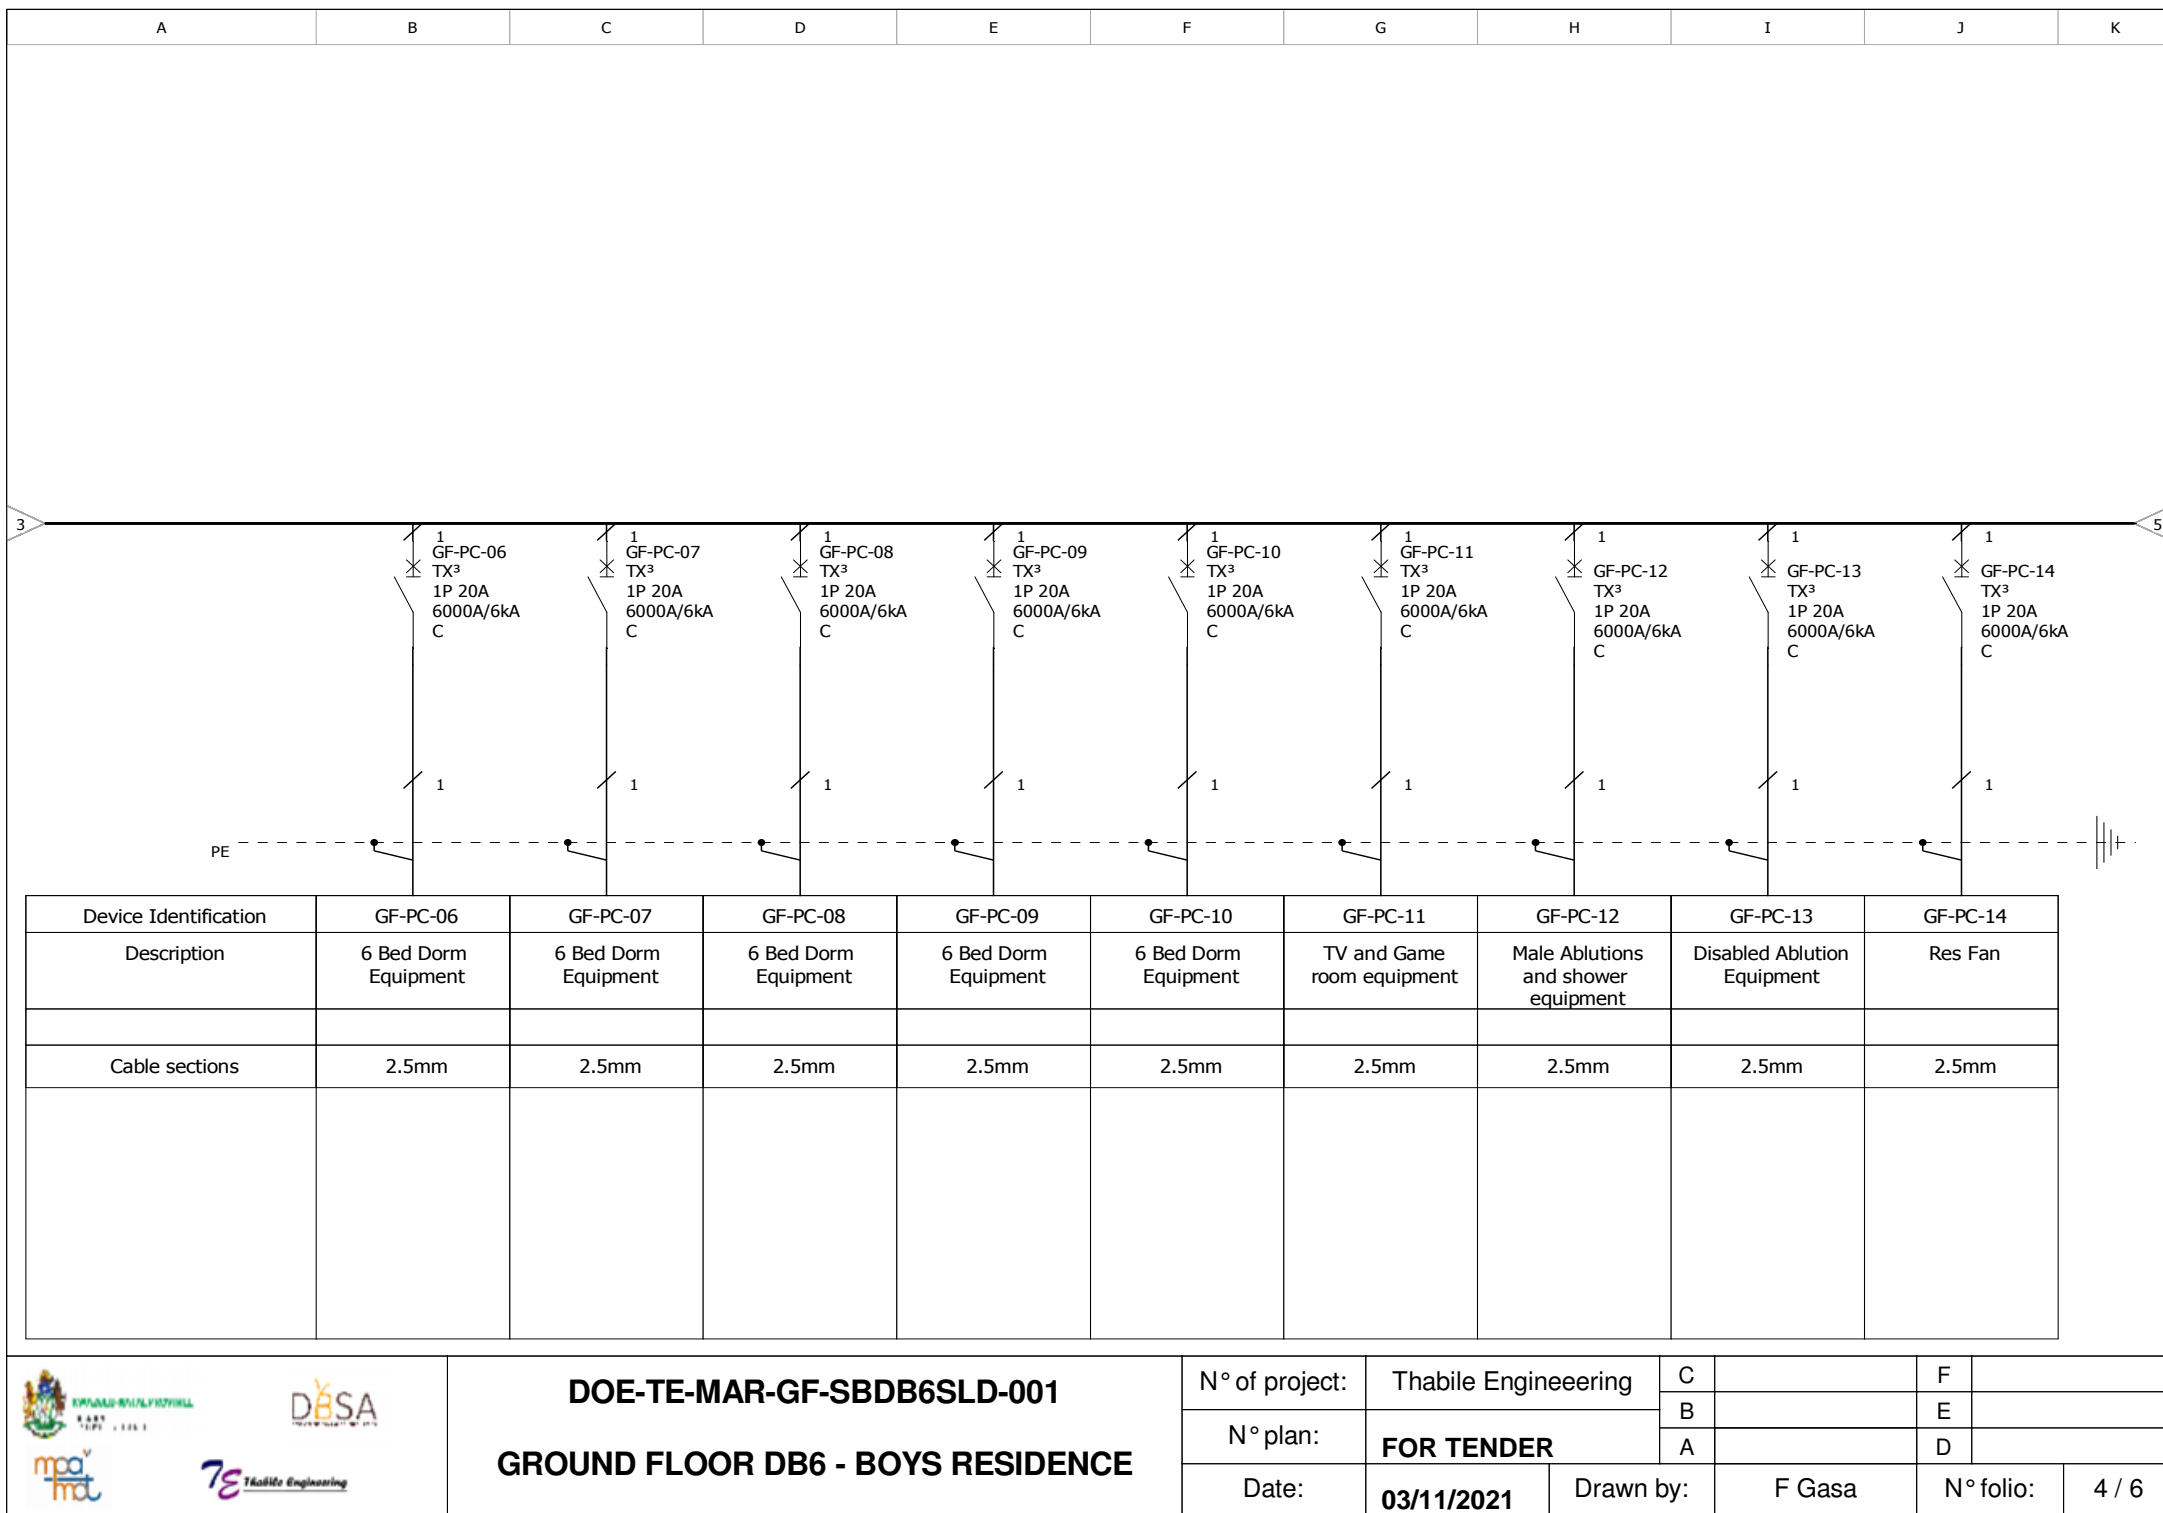 A B C D E F G H I J K
3
5
1 1 1 1 1 1 1 1 1
GF-PC-06
TX³
1P 20A
6000A/6kA
C
GF-PC-07
TX³
1P 20A
6000A/6kA
C
GF-PC-08
TX³
1P 20A
6000A/6kA
C
GF-PC-09
TX³
1P 20A
6000A/6kA
C
GF-PC-10
TX³
1P 20A
6000A/6kA
C
GF-PC-11
TX³
1P 20A
6000A/6kA
C
GF-PC-12
TX³
1P 20A
6000A/6kA
C
GF-PC-13
TX³
1P 20A
6000A/6kA
C
GF-PC-14
TX³
1P 20A
6000A/6kA
C
1 1 1 1 1 1 1 1 1
PE
Device Identification GF-PC-06 GF-PC-07 GF-PC-08 GF-PC-09 GF-PC-10 GF-PC-11 GF-PC-12 GF-PC-13 GF-PC-14
Description
6 Bed Dorm
Equipment
6 Bed Dorm
Equipment
6 Bed Dorm
Equipment
6 Bed Dorm
Equipment
6 Bed Dorm
Equipment
TV and Game
room equipment
Male Ablutions
and shower
equipment
Disabled Ablution
Equipment
Res Fan
Cable sections 2.5mm 2.5mm 2.5mm 2.5mm 2.5mm 2.5mm 2.5mm 2.5mm 2.5mm
DBSA
TE Thabile Engineering
DOE-TE-MAR-GF-SBDB6SLD-001
GROUND FLOOR DB6 - BOYS RESIDENCE
N° of project: Thabile Engineeering
N° plan: FOR TENDER
Date: 03/11/2021
C
B
A
F
E
D
Drawn by: F Gasa
N° folio: 4 / 6